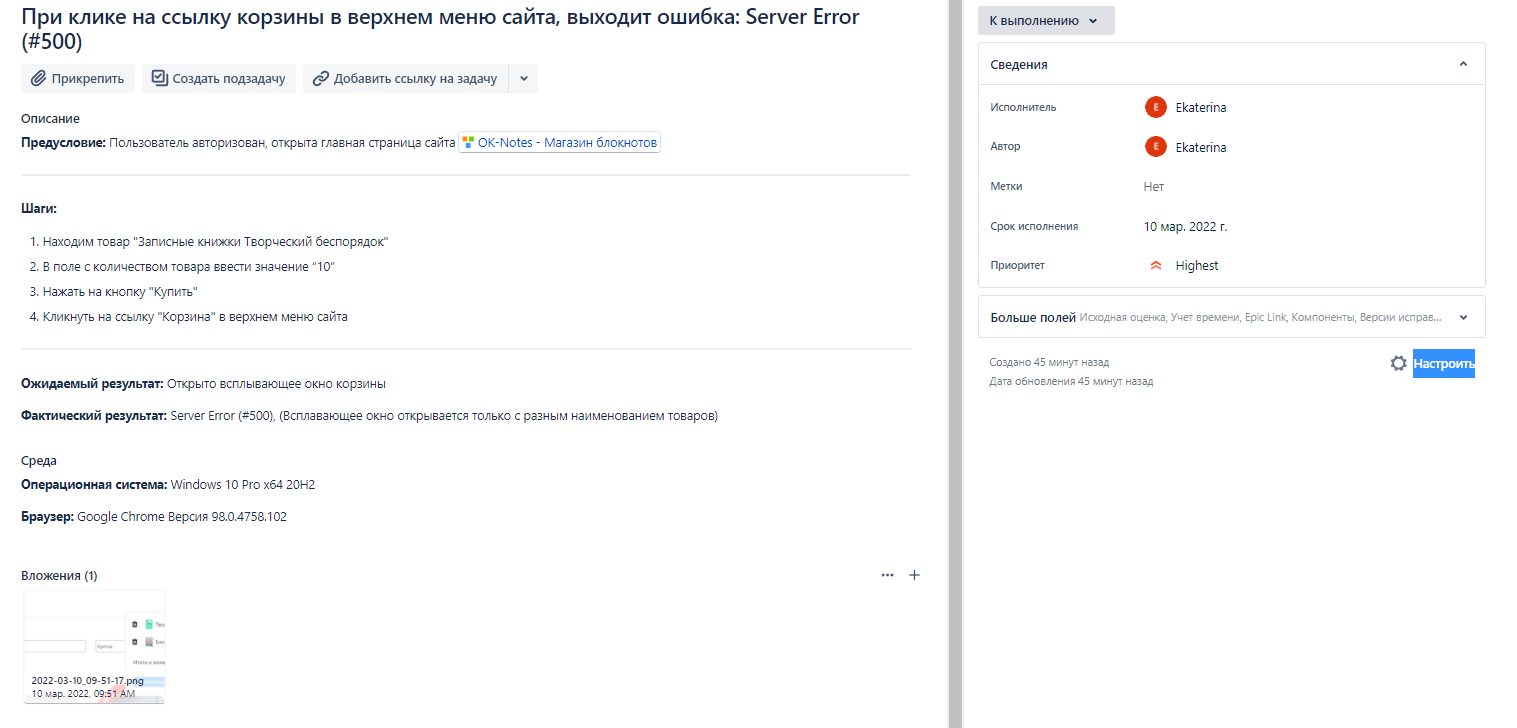 При клике на ссылку корзины в верхнем меню сайта, выходит ошибка: Server Error
(#500)
Прикрепить
Создать подзадачу
Добавить ссылку на задачу
Описание
Предусловие: Пользователь авторизован, открыта главная страница сайта OK-Notes - Магазин блокнотов
Шаги:
1. Находим товар "Записные книжки Творческий беспорядок"
2. В поле с количеством товара ввести значение "10"
3. Нажать на кнопку "Купить"
4. Кликнуть на ссылку "Корзина" в верхнем меню сайта
Ожидаемый результат: Открыто всплывающее окно корзины
Фактический результат: Server Error (#500), (Всплавающее окно открывается только с разным наименованием товаров)
Среда
Операционная система: Windows 10 Pro x64 20H2
Браузер: Google Chrome Версия 98.0.4758.102
Вложения (1)
Бренд
Итого к опла
2022-03-10_09-51-17.png
10 мар. 2022, 09:51 AM
К выполнению
Сведения
Исполнитель
E Ekaterina
Автор
E Ekaterina
Метки
Нет
Срок исполнения
10 мар. 2022 г.
Приоритет
Highest
Больше полей Исходная оценка, Учет времени, Epic Link, Компоненты, Версии исправ...
Создано 45 минут назад
Настроить
Дата обновления 45 минут назад